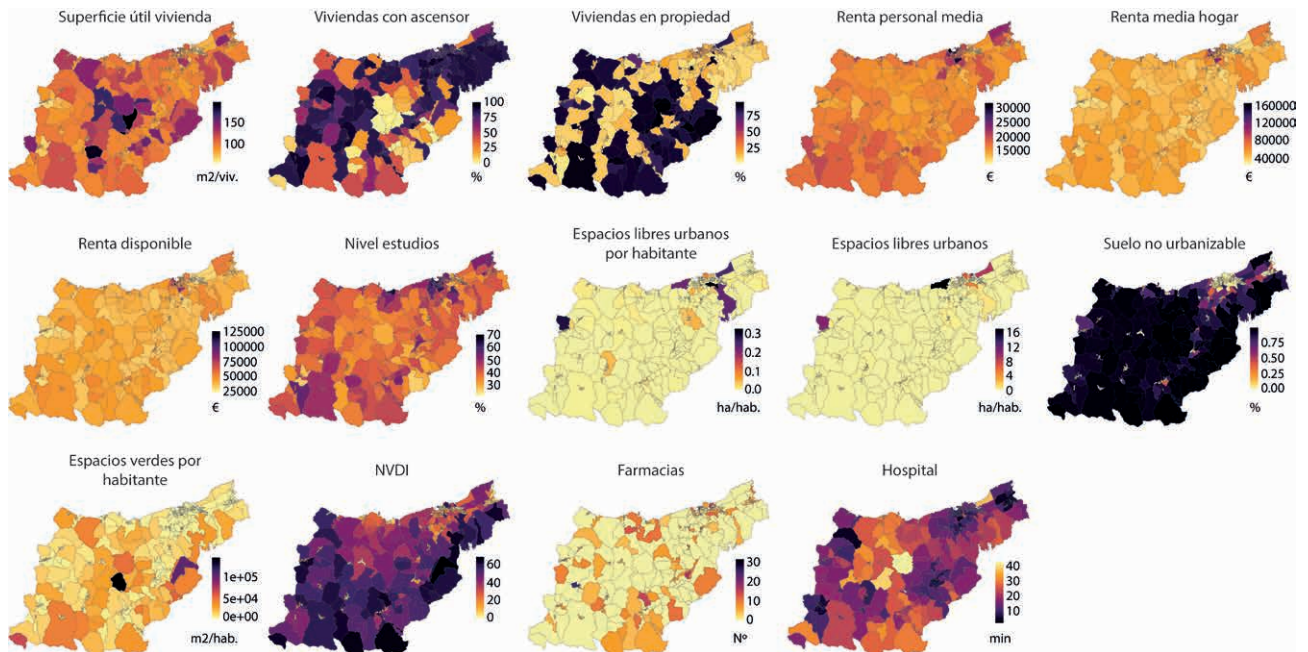 Superficie útil vivienda
150
100
m2/viv.
Viviendas con ascensor
100
75
50
25
0
%
Viviendas en propiedad
75
50
25
%
Renta personal media
30000
25000
20000
15000
€
Renta media hogar
160000
120000
80000
40000
€
Renta disponible
125000
100000
75000
50000
25000
€
Nivel estudios
70
60
50
40
30
%
Espacios libres urbanos
por habitante
0.3
0.2
0.1
0.0
ha/hab.
Espacios libres urbanos
16
12
8
4
0
ha/hab.
Suelo no urbanizable
0.75
0.50
0.25
0.00
%
Espacios verdes por
habitante
1e+05
5e+04
0e+00
m2/hab.
NVDI
60
40
20
0
Farmacias
30
20
10
0
Nº
Hospital
40
30
20
10
min